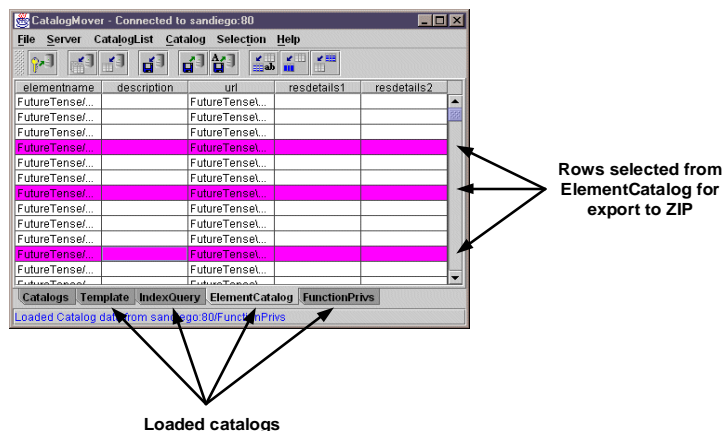 CatalogMover - Connected to sandiego:80
File Server CatalogList Catalog Selection Help
elementname description url resdetails1 resdetails2
FutureTense/... FutureTense\...
FutureTense/... FutureTense\...
FutureTense/... FutureTense\...
FutureTense/... FutureTense\...
FutureTense/... FutureTense\...
FutureTense/... FutureTense\...
FutureTense/... FutureTense\...
FutureTense/... FutureTense\...
FutureTense/... FutureTense\...
FutureTense/... FutureTense\...
FutureTense/... FutureTense\...
FutureTense/... FutureTense\...
FutureTense/... FutureTense\...
Catalogs Template IndexQuery ElementCatalog FunctionPrivs
Loaded Catalog data from sandiego:80/FunctionPrivs
Rows selected from
ElementCatalog for
export to ZIP
Loaded catalogs